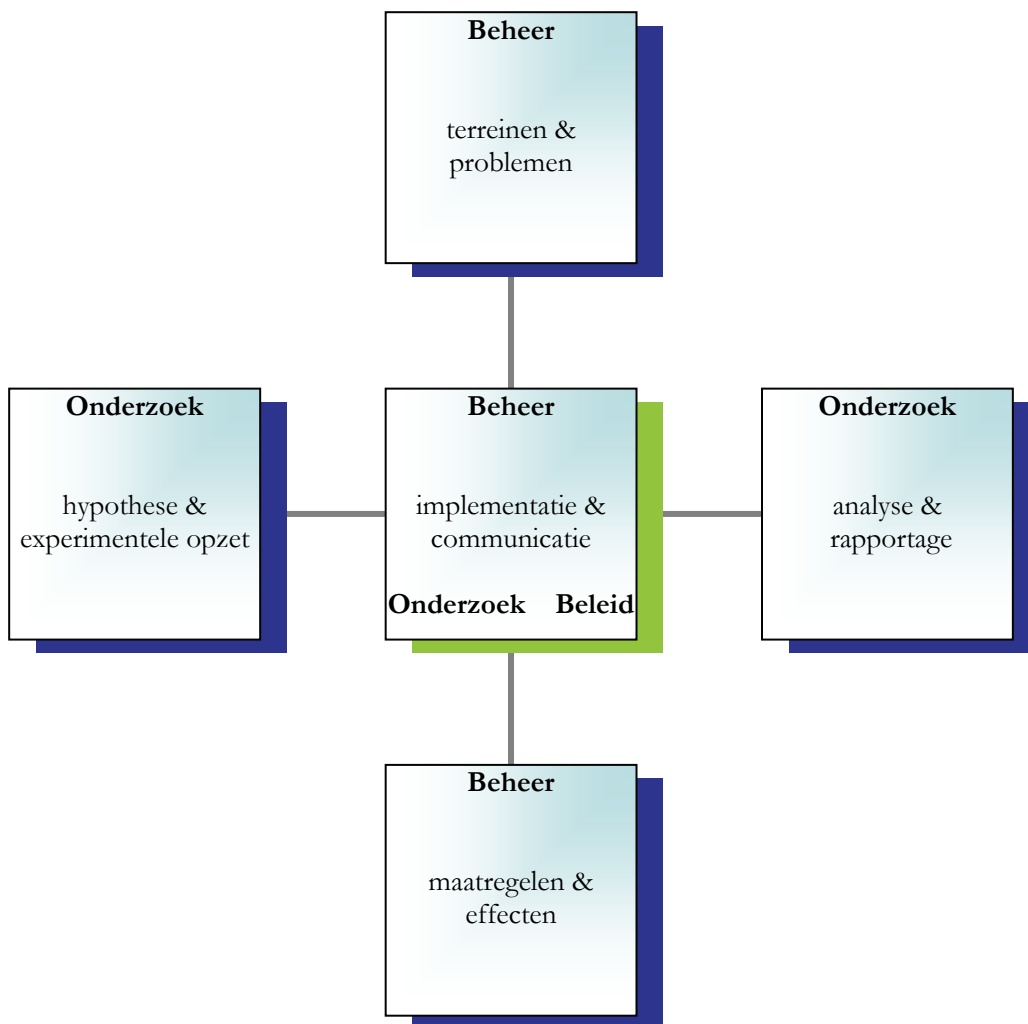 Beheer
terreinen &
problemen
Onderzoek
hypothese &
experimentele opzet
Beheer
implementatie &
communicatie
Onderzoek Beleid
Onderzoek
analyse &
rapportage
Beheer
maatregelen &
effecten